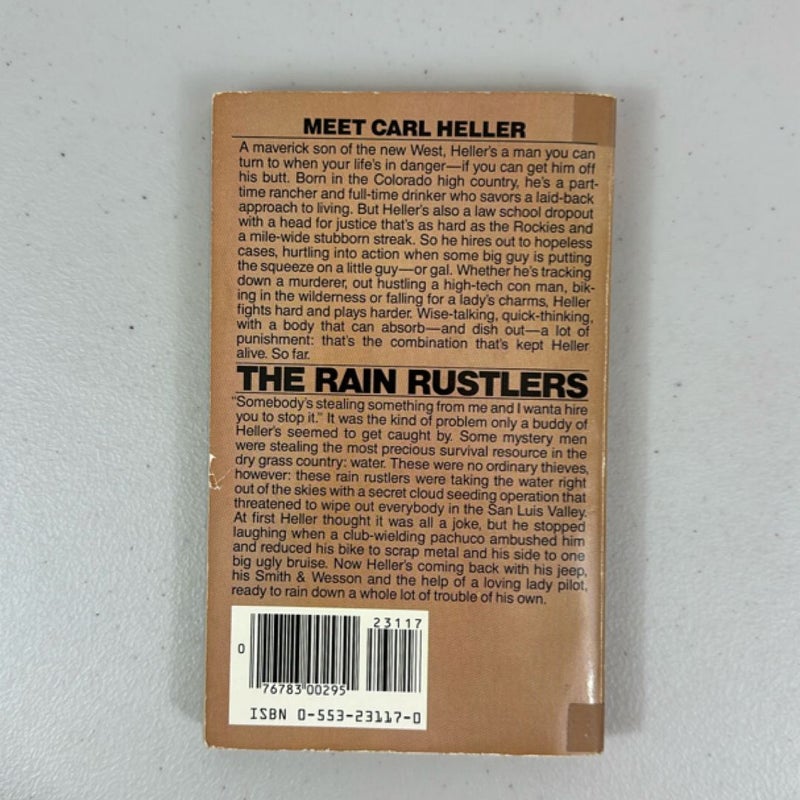 MEET CARL HELLER
A maverick son of the new West, Heller's a man you can
turn to when your life's in danger—if you can get him off
his butt. Born in the Colorado high country, he's a part-
time rancher and full-time drinker who savors a laid-back
approach to living. But Heller's also a law school dropout
with a head for justice that's as hard as the Rockies and
a mile-wide stubborn streak. So he hires out to hopeless
cases, hurtling into action when some big guy is putting
the squeeze on a little guy—or gal. Whether he's tracking
down a murderer, out hustling a high-tech con man, bik-
ing in the wilderness or falling for a lady's charms, Heller
fights hard and plays harder. Wise-talking, quick-thinking,
with a body that can absorb—and dish out—a lot of
punishment: that's the combination that's kept Heller
alive. So far.
THE RAIN RUSTLERS
"Somebody's stealing something from me and I wanta hire
you to stop it." It was the kind of problem only a buddy of
Heller's seemed to get caught by. Some mystery men
were stealing the most precious survival resource in the
dry grass country: water. These were no ordinary thieves,
however: these rain rustlers were taking the water right
out of the skies with a secret cloud seeding operation that
threatened to wipe out everybody in the San Luis Valley.
At first Heller thought it was all a joke, but he stopped
laughing when a club-wielding pachuco ambushed him
and reduced his bike to scrap metal and his side to one
big ugly bruise. Now Heller's coming back with his jeep,
his Smith & Wesson and the help of a loving lady pilot,
ready to rain down a whole lot of trouble of his own.
23117
0
76783 00295
ISBN 0-553-23117-0